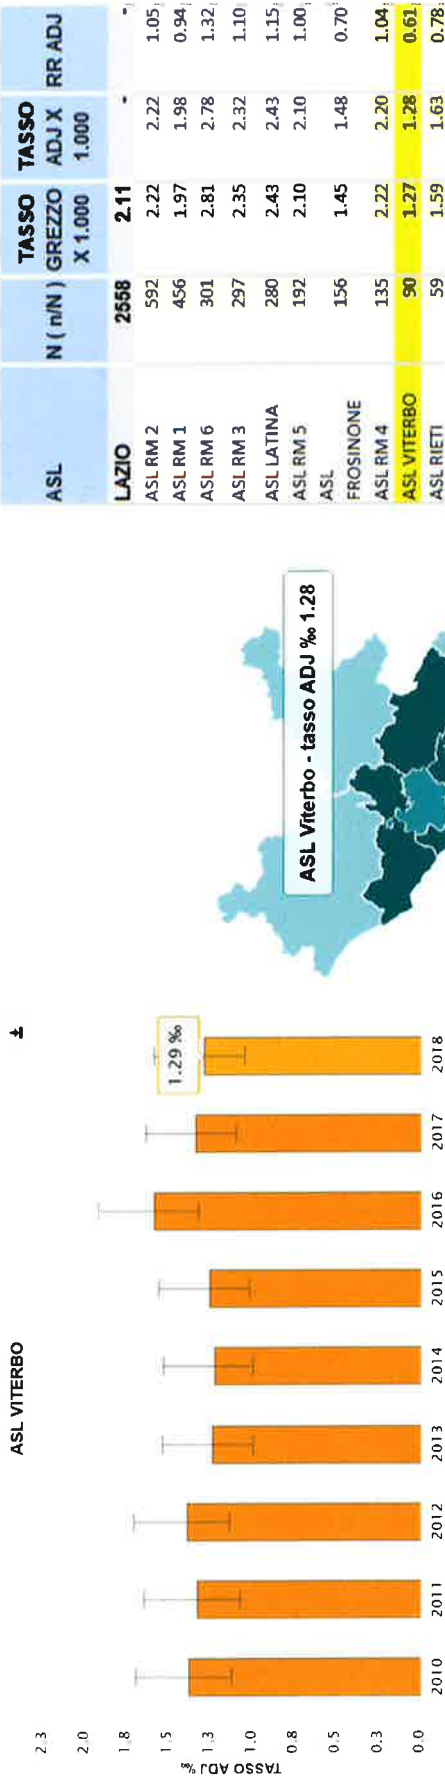 ASL VITERBO
±
2.3
2.0
1.8
1.5
1.3
1.0
0.8
0.5
0.3
0.0
TASSO ADJ ‰
1.29 ‰
2010 2011 2012 2013 2014 2015 2016 2017 2018
ASL Viterbo - tasso ADJ ‰ 1.28
ASL N ( n/N ) TASSO GREZZO X 1.000 TASSO ADJ X 1.000 RR ADJ
LAZIO 2558 2.11 - -
ASL RM 2 592 2.22 2.22 1.05
ASL RM 1 456 1.97 1.98 0.94
ASL RM 6 301 2.81 2.78 1.32
ASL RM 3 297 2.35 2.32 1.10
ASL LATINA 280 2.43 2.43 1.15
ASL RM 5 192 2.10 2.10 1.00
ASL FROSINONE 156 1.45 1.48 0.70
ASL RM 4 135 2.22 2.20 1.04
ASL VITERBO 90 1.27 1.28 0.61
ASL RIETI 59 1.59 1.63 0.78